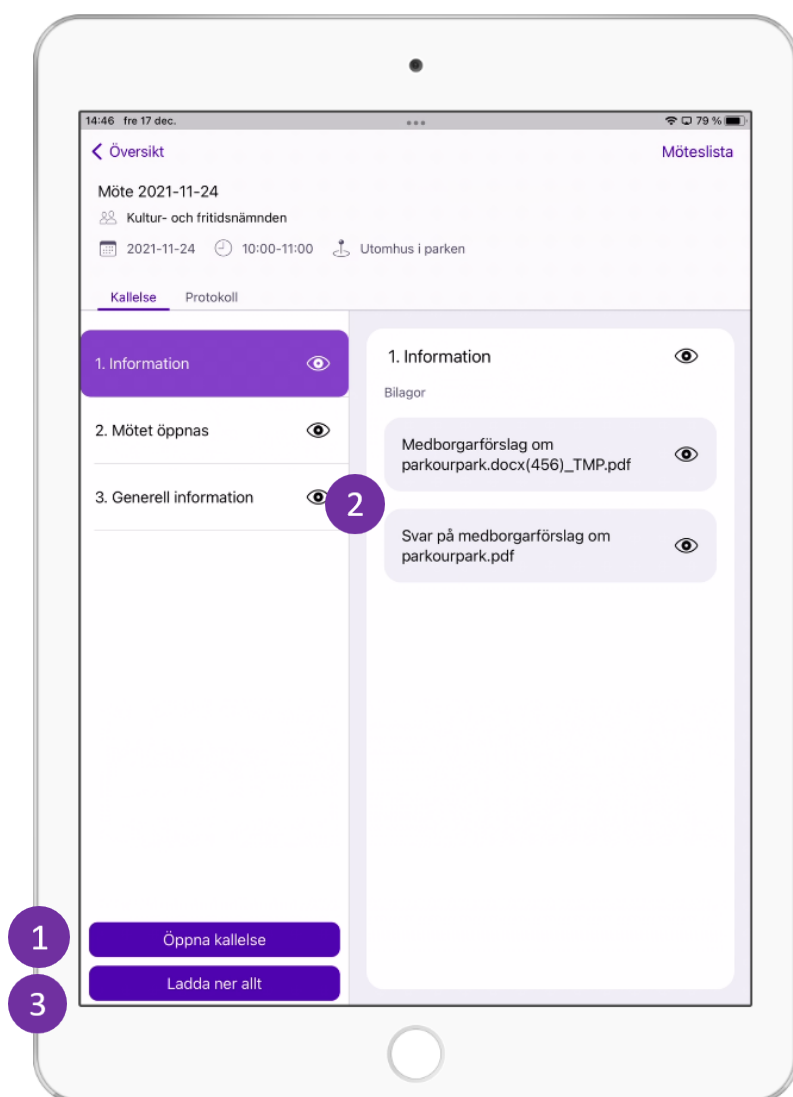 14:46 fre 17 dec.
79 %
Översikt
Möteslista
Möte 2021-11-24
Kultur- och fritidsnämnden
2021-11-24 10:00-11:00 Utomhus i parken
Kallelse Protokoll
1. Information
2. Mötet öppnas
3. Generell information
2
1. Information
Bilagor
Medborgarförslag om
parkourpark.docx(456)_TMP.pdf
Svar på medborgarförslag om
parkourpark.pdf
1
Öppna kallelse
3
Ladda ner allt